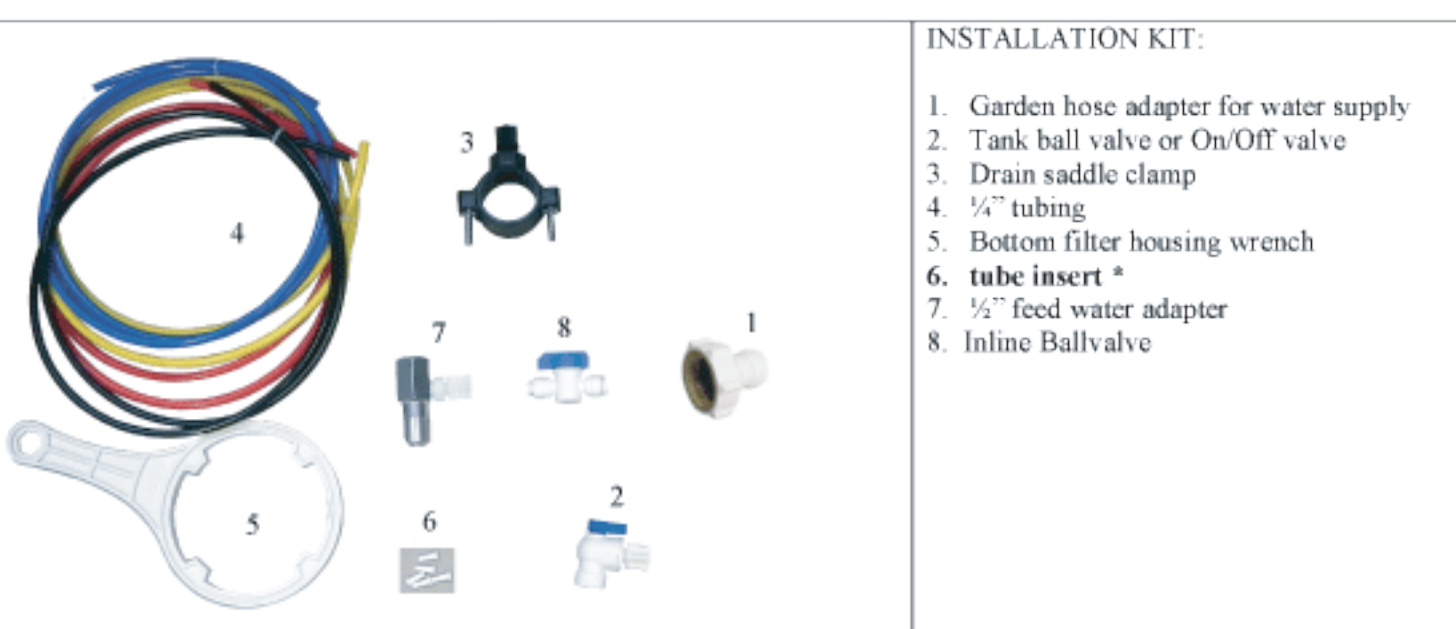 INSTALLATION KIT:
1. Garden hose adapter for water supply
2. Tank ball valve or On/Off valve
3. Drain saddle clamp
4. ¼” tubing
5. Bottom filter housing wrench
6. tube insert *
7. ½” feed water adapter
8. Inline Ballvalve
3
4
7
8
1
5
6
2